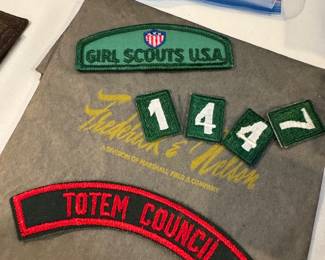 GIRL SCOUTS U.S.A.
1 4 4 7
Frederick & Nelson
A DIVISION OF MARSHALL FIELD & COMPANY
TOTEM COUNCIL